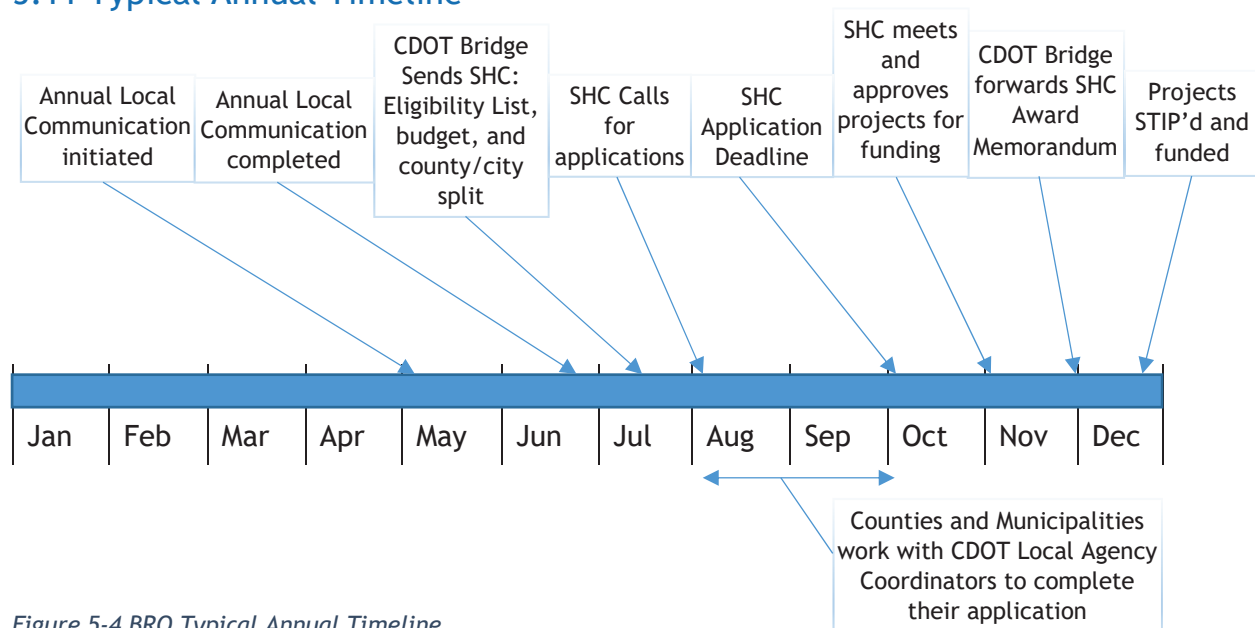 Typical Annual Timeline
Annual Local
Communication
initiated
Annual Local
Communication
completed
CDOT Bridge
Sends SHC:
Eligibility List,
budget, and
county/city
split
SHC Calls
for
applications
SHC
Application
Deadline
SHC meets
and
approves
projects for
funding
CDOT Bridge
forwards SHC
Award
Memorandum
Projects
STIP’d and
funded
Jan Feb Mar Apr May Jun Jul Aug Sep Oct Nov Dec
Counties and Municipalities
work with CDOT Local Agency
Coordinators to complete
their application
Figure 5-4 BRO Typical Annual Timeline